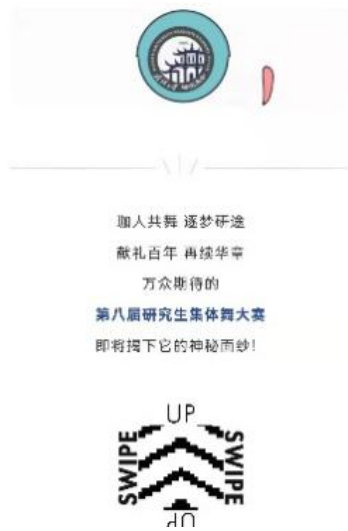 珈人共舞 逐梦研途
献礼百年 再续华章
万众期待的
第八届研究生集体舞大赛
即将揭下它的神秘面纱!
UP
SWIPE
SWIPE
UP